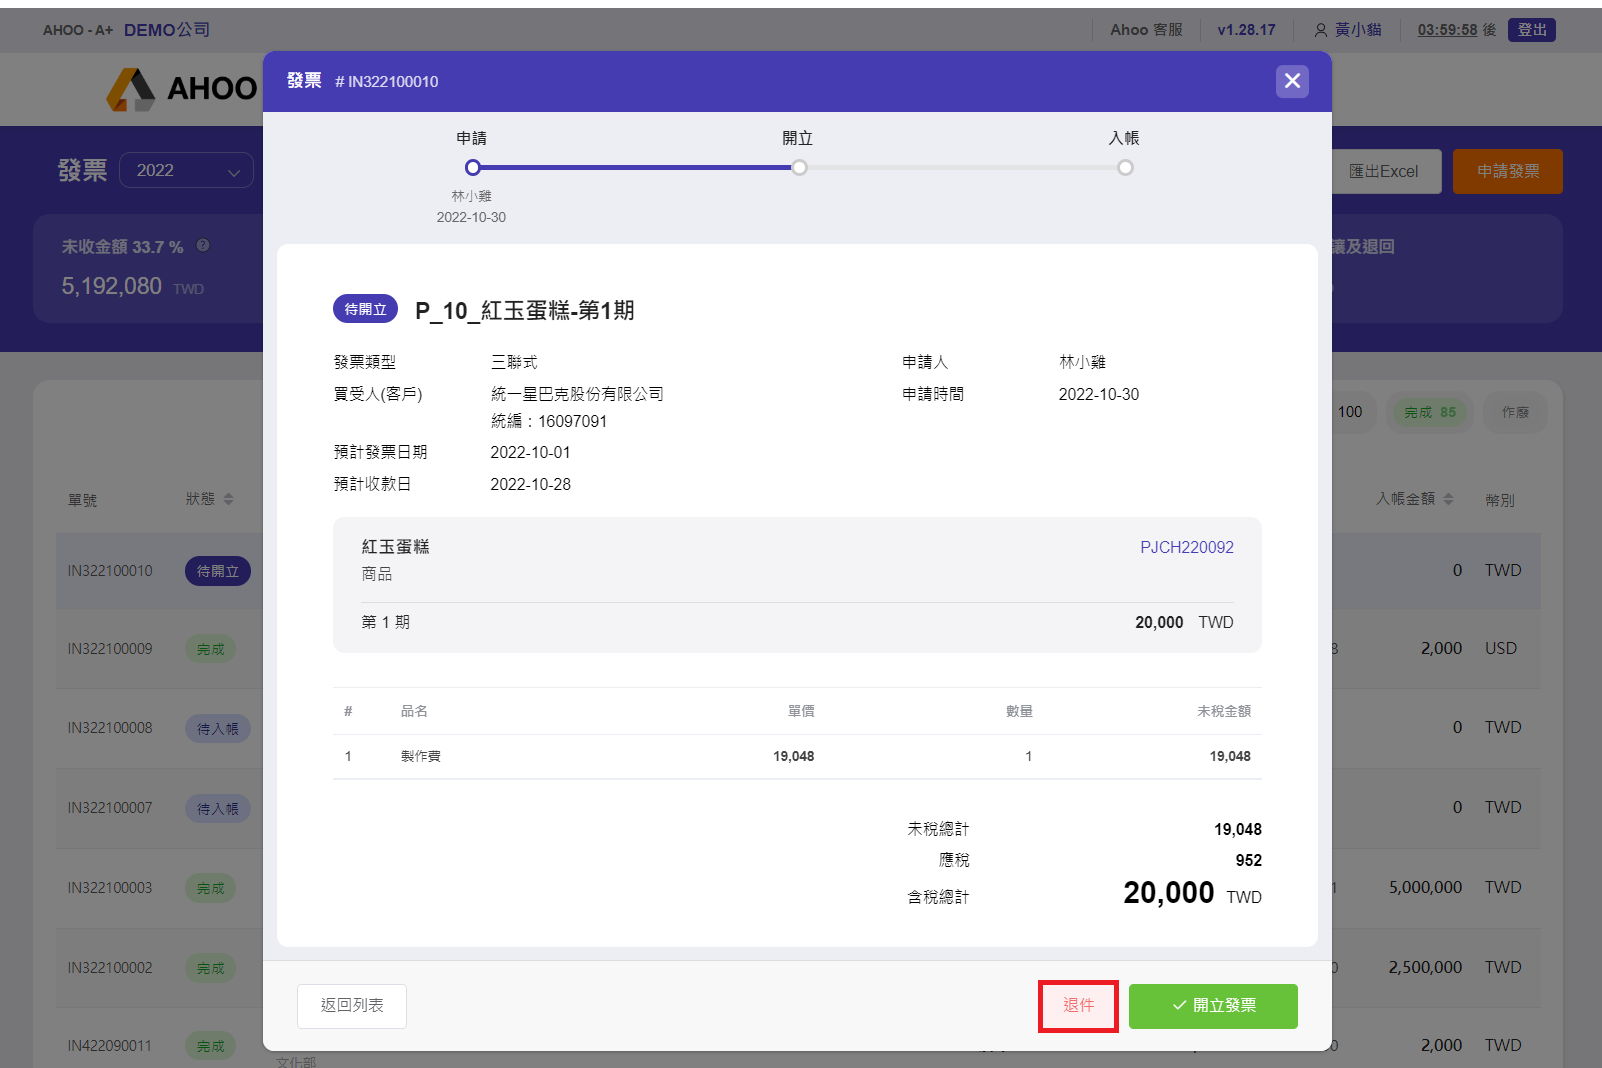 AHOO - A+ DEMO公司 Ahoo 客服 v1.28.17 黃小貓 03:59:58 後 登出
AHOO
發票 # IN322100010
申請 開立 入帳
林小雞
2022-10-30
發票 2022 匯出Excel 申請發票
未收金額 33.7 % 讓及退回
5,192,080 TWD
待開立 P_10_紅玉蛋糕-第1期
發票類型 三聯式 申請人 林小雞
買受人(客戶) 統一星巴克股份有限公司 申請時間 2022-10-30
統編：16097091
預計發票日期 2022-10-01
預計收款日 2022-10-28
紅玉蛋糕 PJCH220092
商品
第 1 期 20,000 TWD
# 品名 單價 數量 未稅金額
1 製作費 19,048 1 19,048
未稅總計 19,048
應稅 952
含稅總計 20,000 TWD
返回列表 退件 開立發票
100 完成 85 作廢
單號 狀態 入帳金額 幣別
IN322100010 待開立 0 TWD
IN322100009 完成 2,000 USD
IN322100008 待入帳 0 TWD
IN322100007 待入帳 0 TWD
IN322100003 完成 5,000,000 TWD
IN322100002 完成 2,500,000 TWD
IN422090011 完成 2,000 TWD
文化部